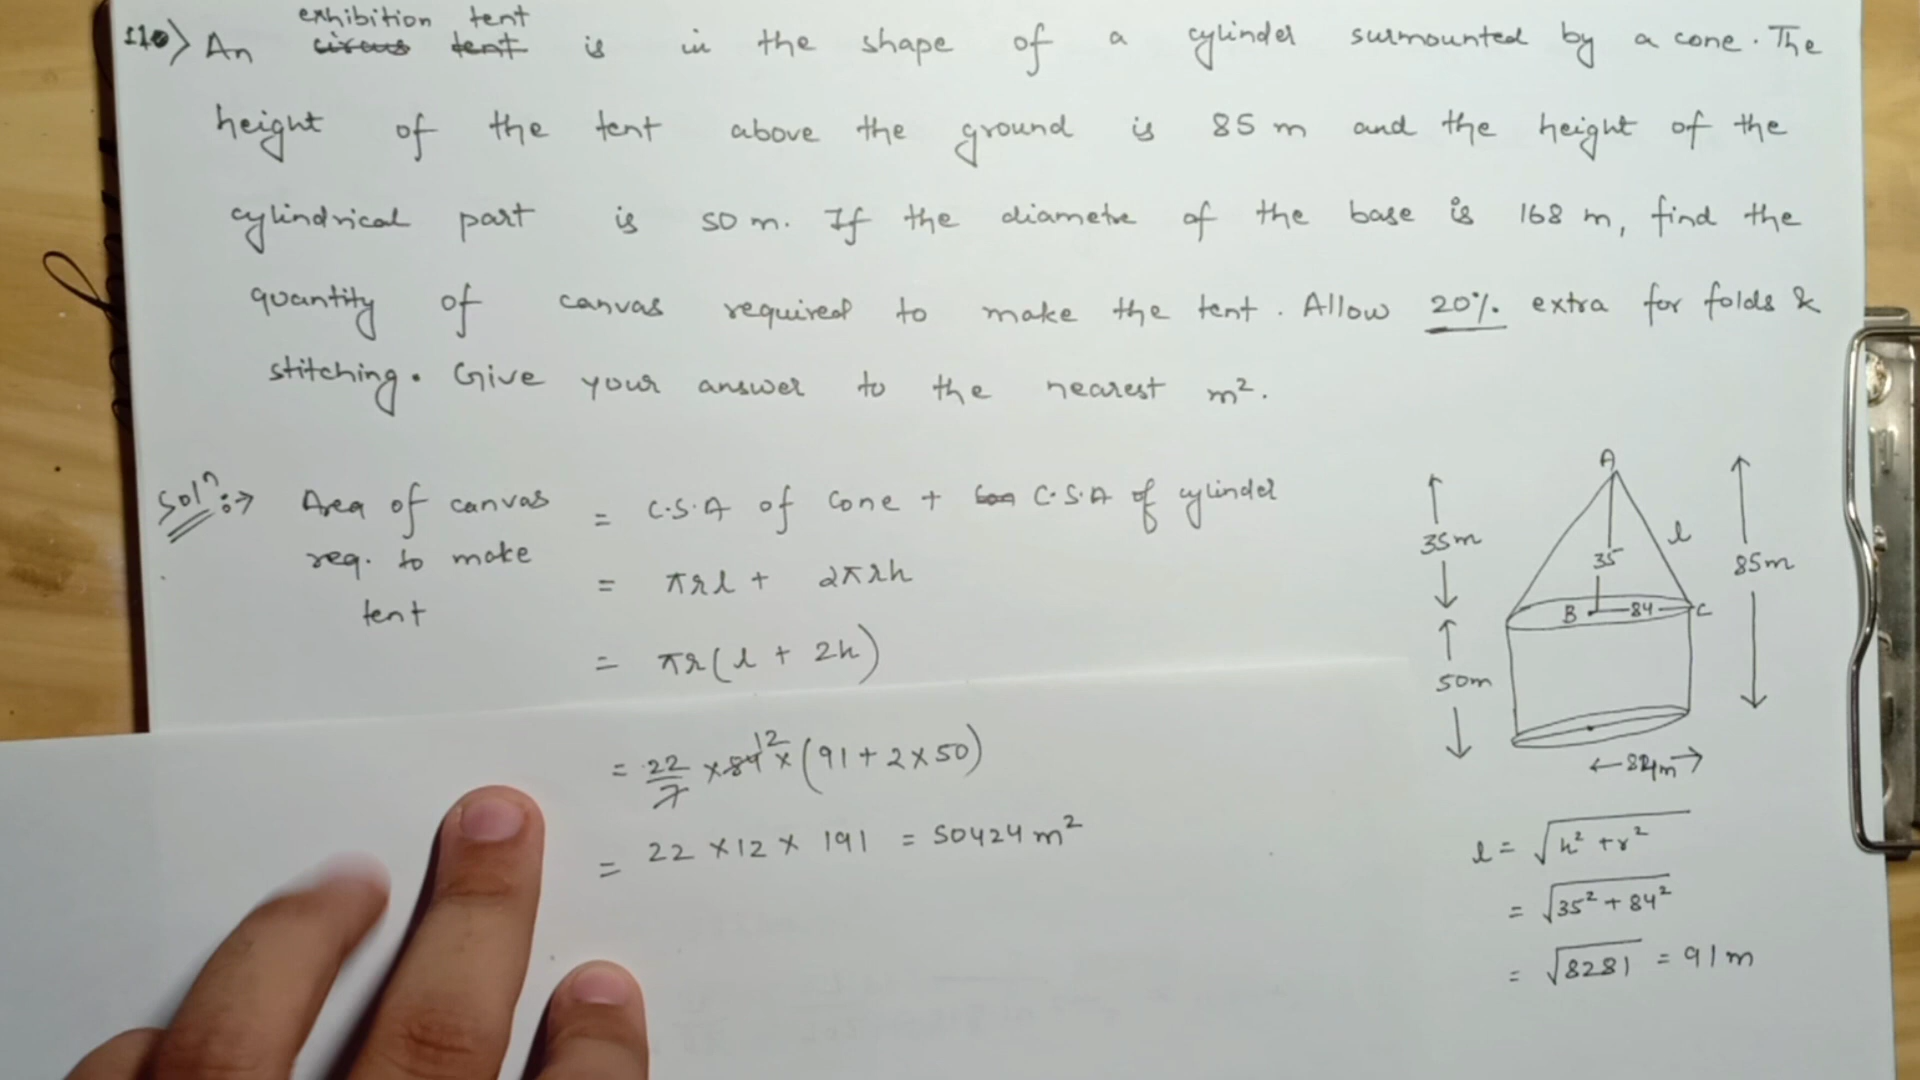 110) An circus tent exhibition tent is in the shape of a cylinder surmounted by a cone. The
height of the tent above the ground is 85 m and the height of the
cylindrical part is 50 m. If the diametre of the base is 168 m, find the
quantity of canvas required to make the tent. Allow 20% extra for folds &
stitching. Give your answer to the nearest m².
Solⁿ:→ Area of canvas req. to make tent = C.S.A of Cone + C.S.A of cylinder
= πrl + 2πrh
= πr(l + 2h)
= 22/7 × 84 12 × (91 + 2 × 50)
= 22 × 12 × 191 = 50424 m²
A
35m
35
l
85m
B
84
C
50m
84m
l = √h² + r²
= √35² + 84²
= √8281 = 91 m